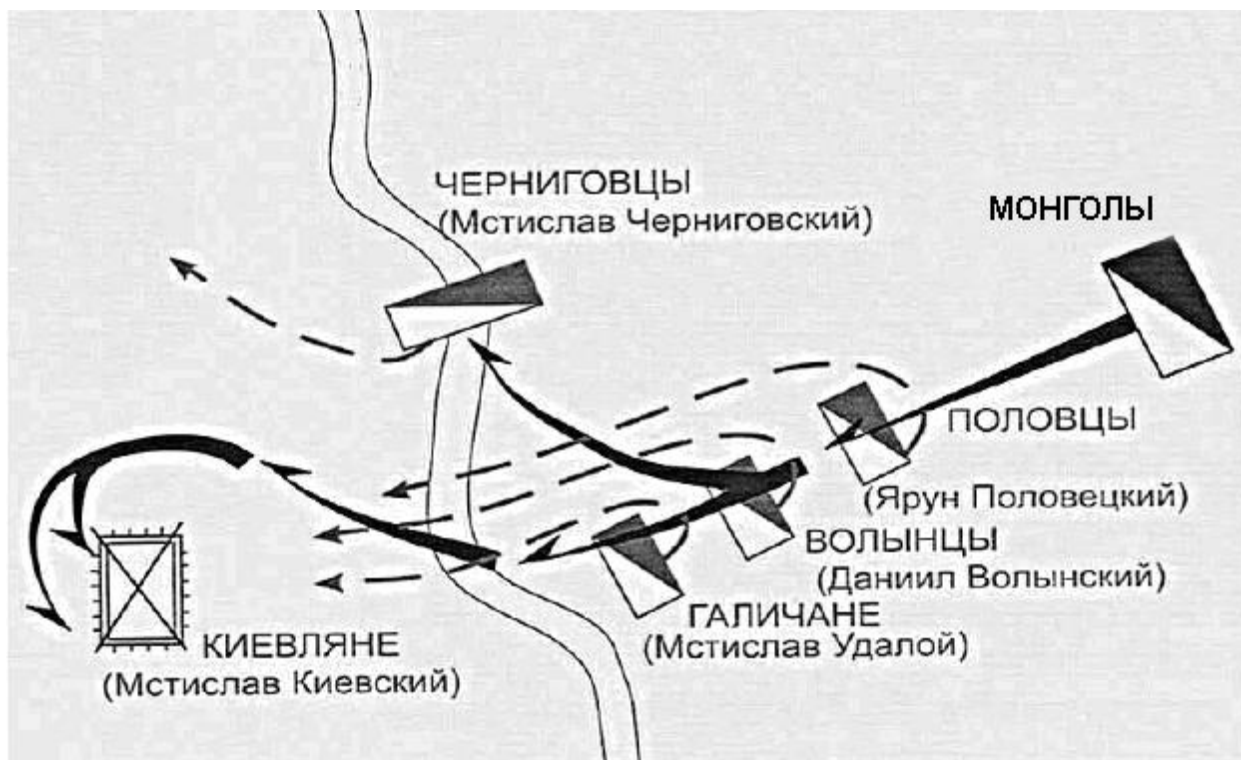 ЧЕРНИГОВЦЫ
(Мстислав Черниговский)
МОНГОЛЫ
ПОЛОВЦЫ
(Ярун Половецкий)
ВОЛЫНЦЫ
(Даниил Волынский)
ГАЛИЧАНЕ
(Мстислав Удалой)
КИЕВЛЯНЕ
(Мстислав Киевский)